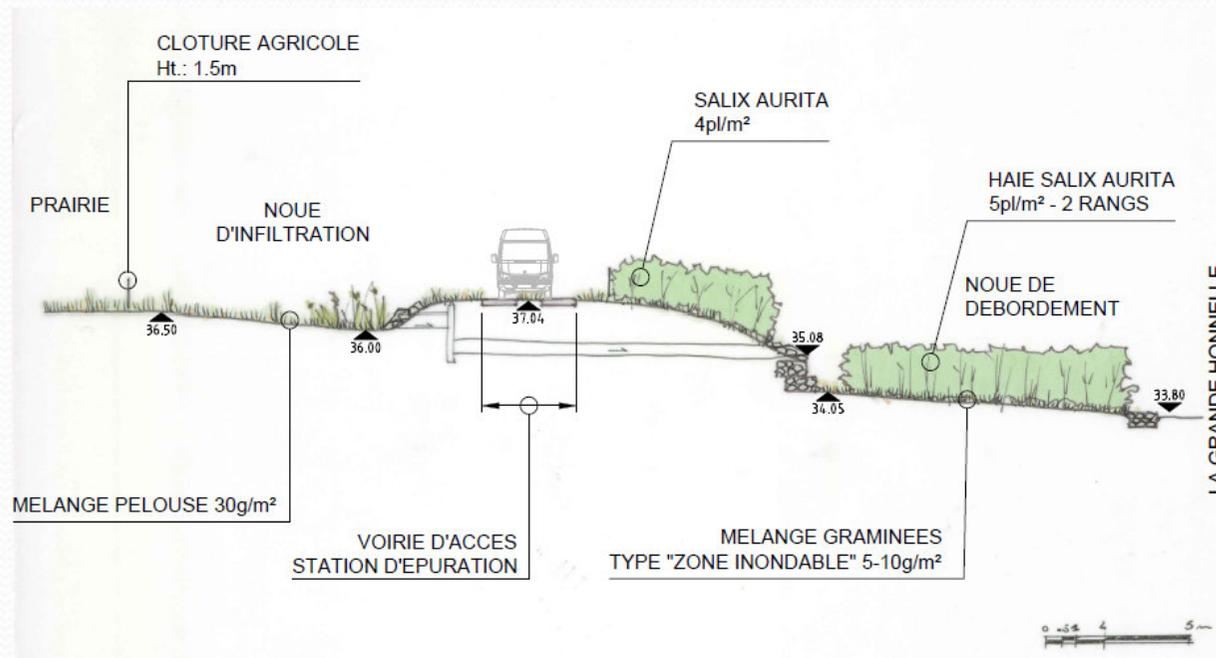 CLOTURE AGRICOLE
Ht.: 1.5m
SALIX AURITA
4pl/m²
HAIE SALIX AURITA
5pl/m² - 2 RANGS
PRAIRIE
NOUE
D'INFILTRATION
NOUE DE
DEBORDEMENT
LA GRANDE HONNELLE
36.50
36.00
37.04
35.08
34.05
33.80
MELANGE PELOUSE 30g/m²
VOIRIE D'ACCES
STATION D'EPURATION
MELANGE GRAMINEES
TYPE "ZONE INONDABLE" 5-10g/m²
0
5m